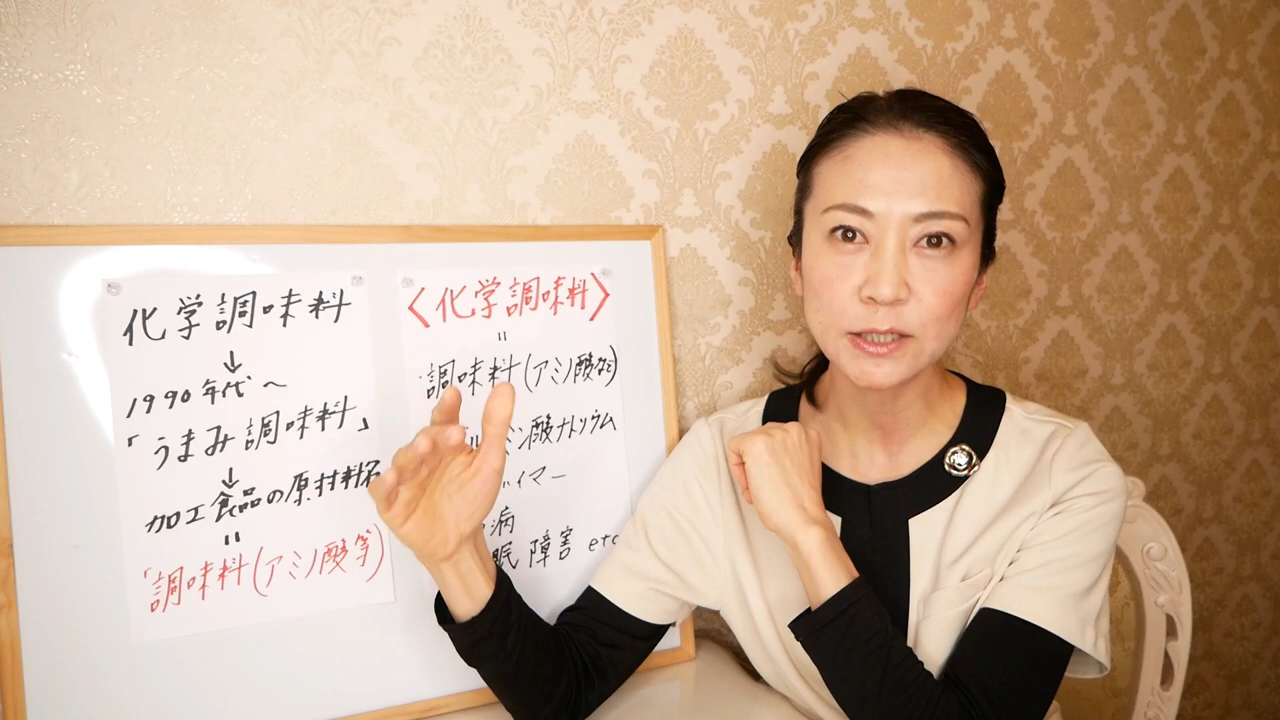 化学調味料
↓
1990年代〜
「うまみ調味料」
↓
加工食品の原材料名
=
「調味料(アミノ酸等)
〈化学調味料〉
=
・調味料(アミノ酸など)
ン酸ナトリウム
イマー
病
眠障害 etc